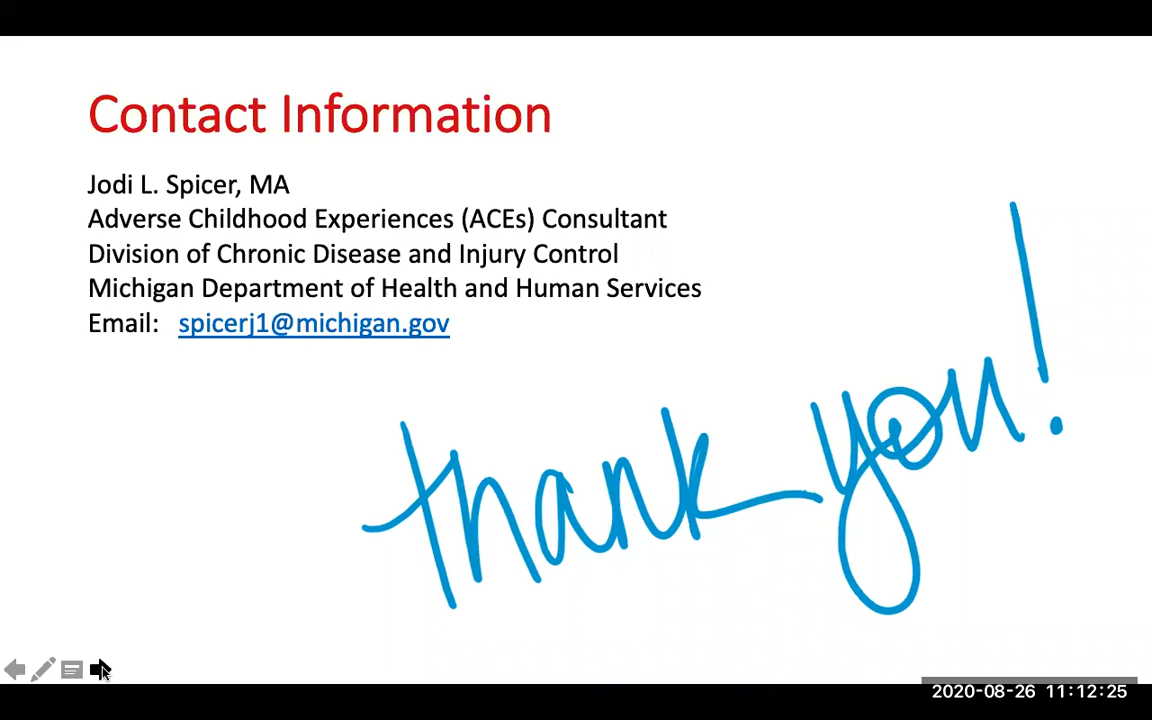 Contact Information
Jodi L. Spicer, MA
Adverse Childhood Experiences (ACEs) Consultant
Division of Chronic Disease and Injury Control
Michigan Department of Health and Human Services
Email: spicerj1@michigan.gov
thank you!
2020-08-26 11:12:25